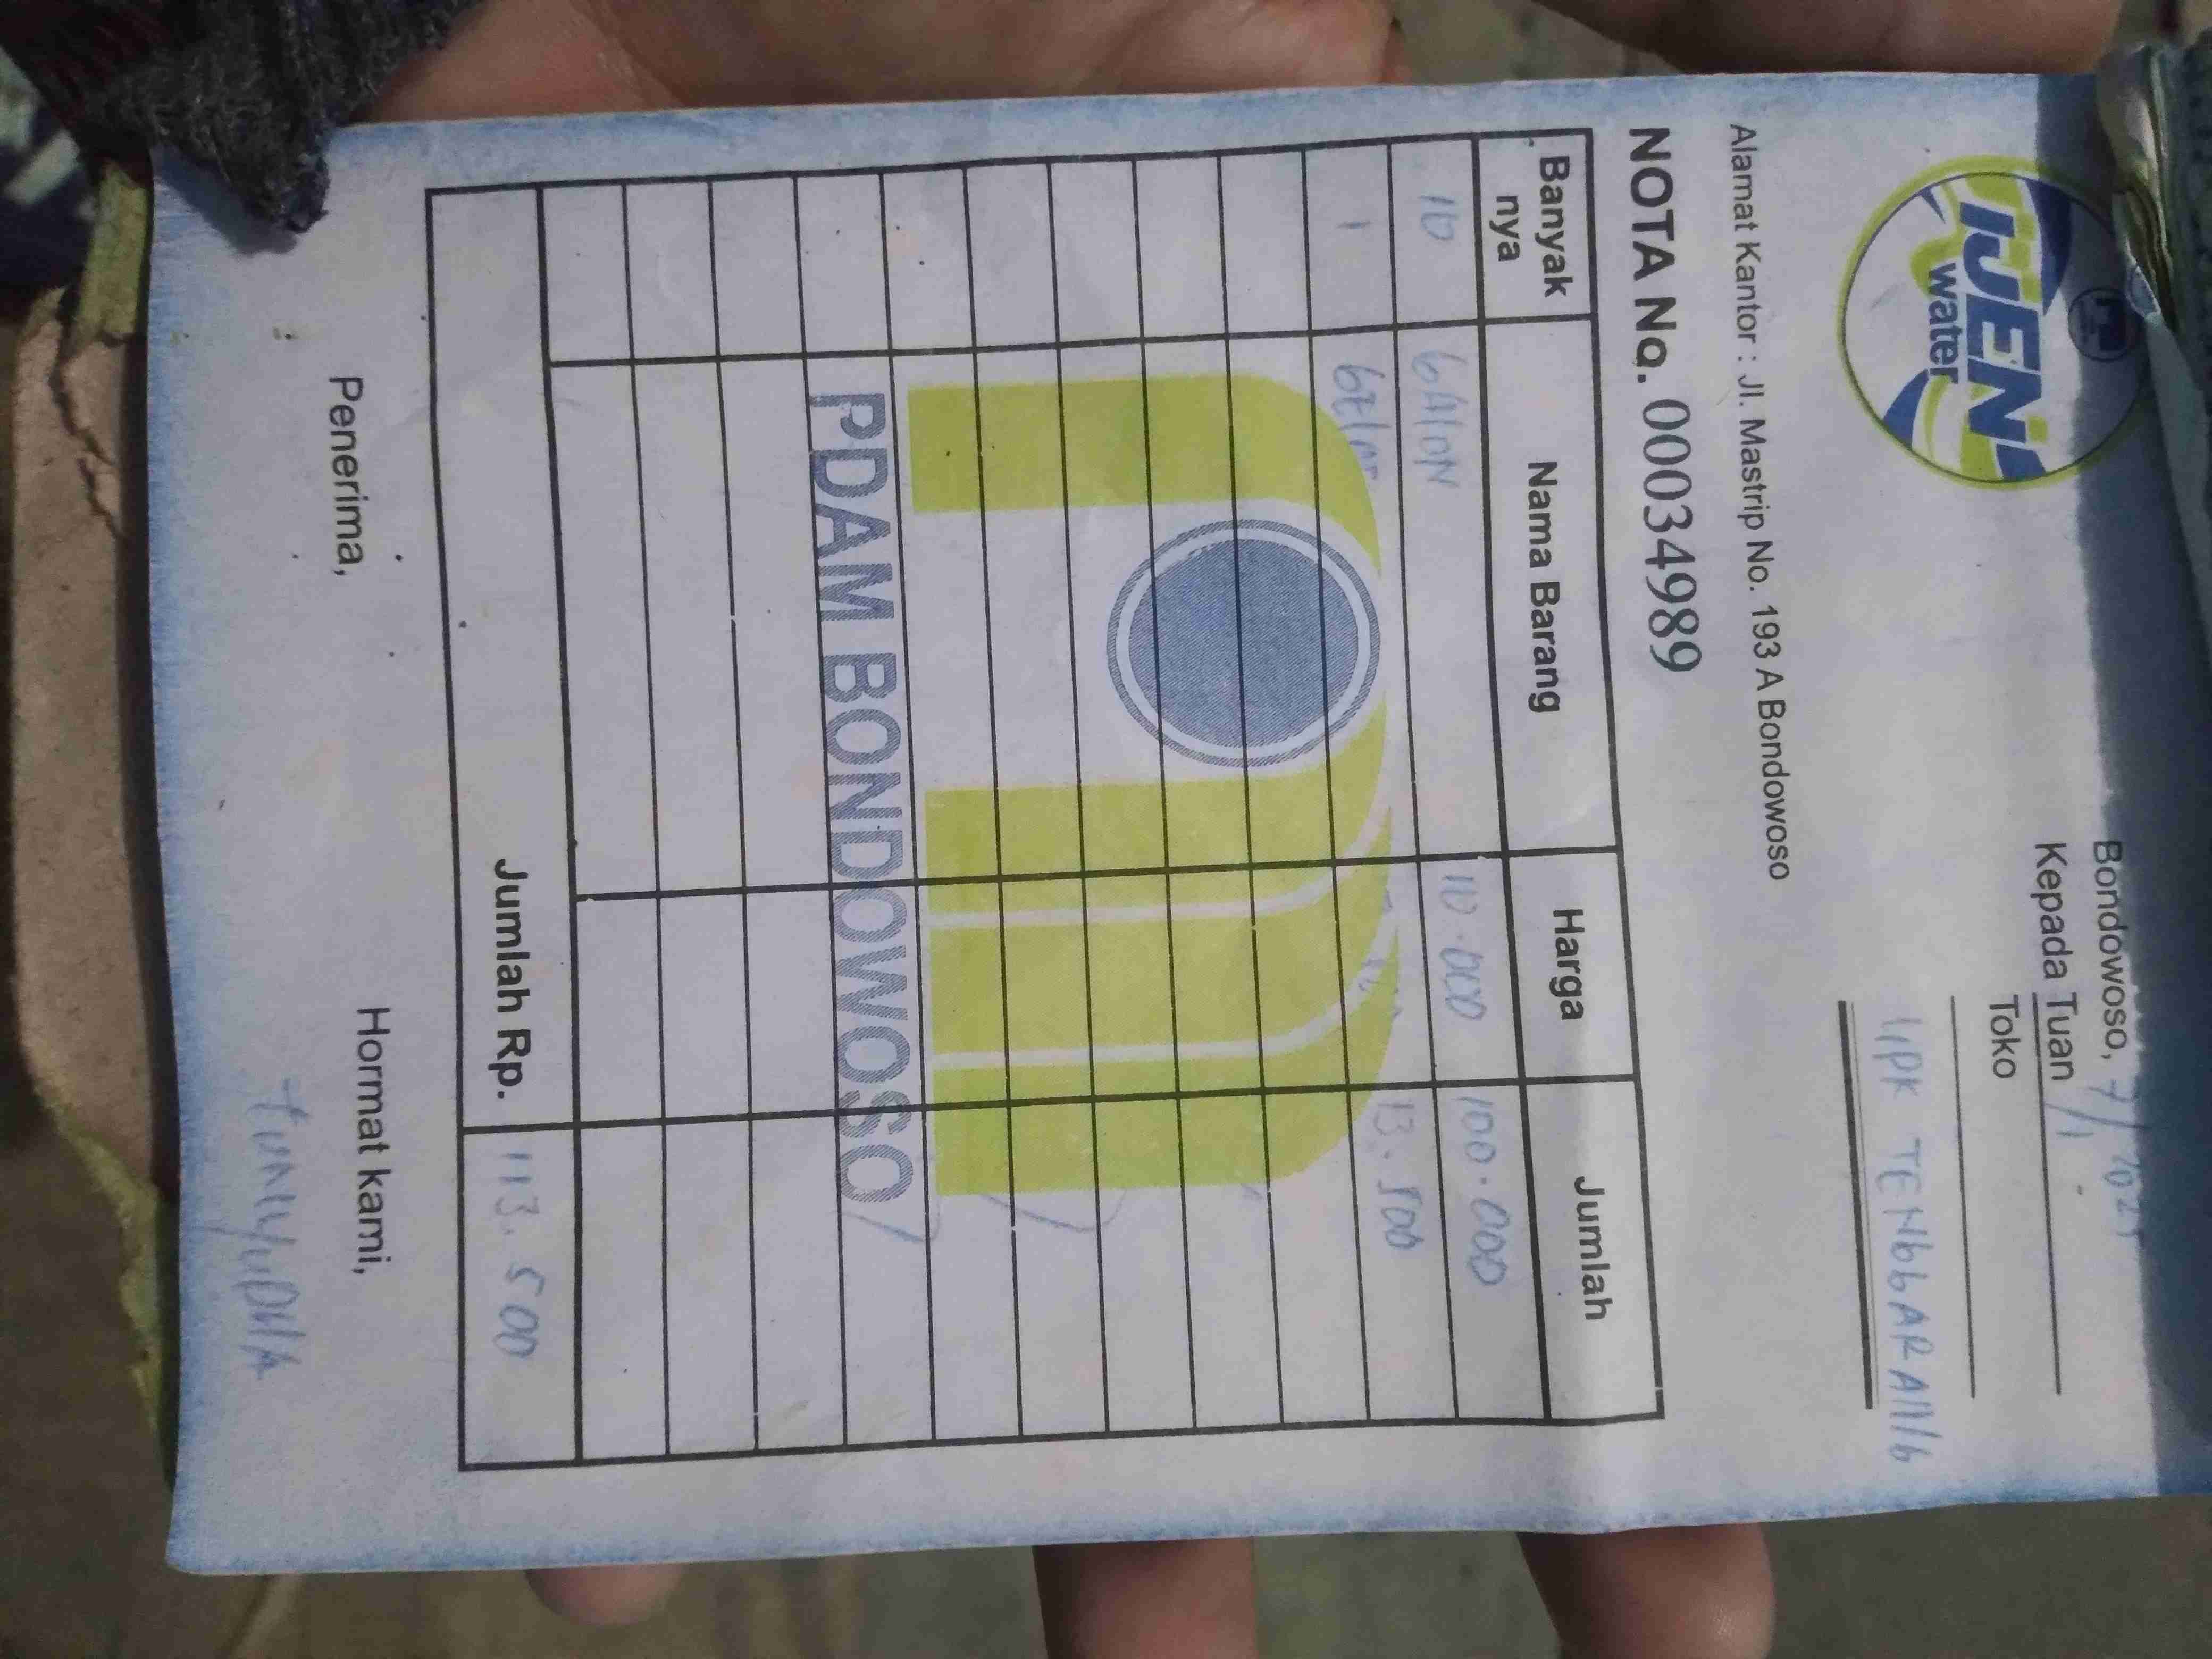 IJEN
water
Bondowoso, 7/1 2025
Kepada Tuan
Toko
UPK TENGGARANG
Alamat Kantor : Jl. Mastrip No. 193 A Bondowoso
NOTA No. 00034989
Banyak nya Nama Barang Harga Jumlah
10 GALON 10.000 100.000
1 GELAS 13.500
PDAM BONDOWOSO
Jumlah Rp. 113.500
Penerima, Hormat kami,